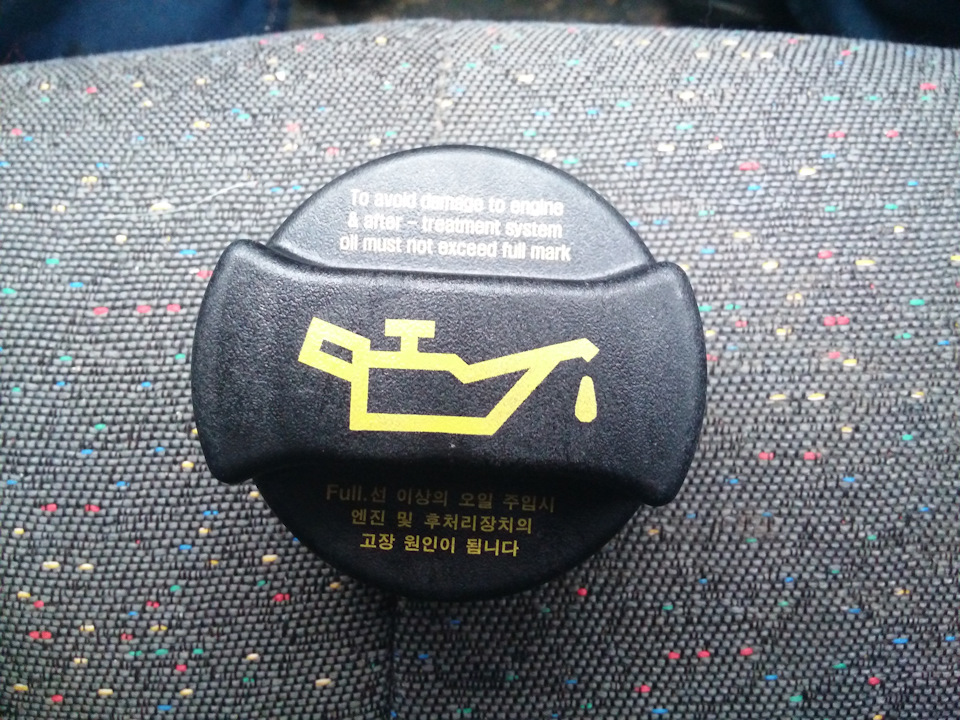 To avoid damage to engine
& after - treatment system
oil must not exceed full mark
Full.선 이상의 오일 주입시
엔진 및 후처리장치의
고장 원인이 됩니다